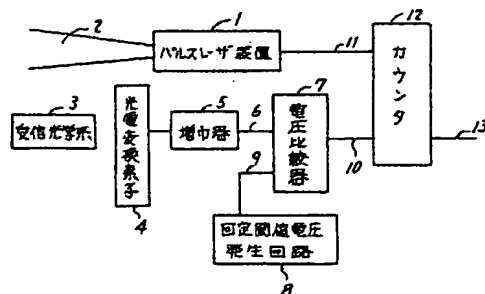 1
12
2
パルスレーザ装置
11
カウンタ
3
受信光学系
光電変換素子
4
5
増巾器
6
7
電圧比較器
9
10
13
固定閾値電圧
発生回路
8